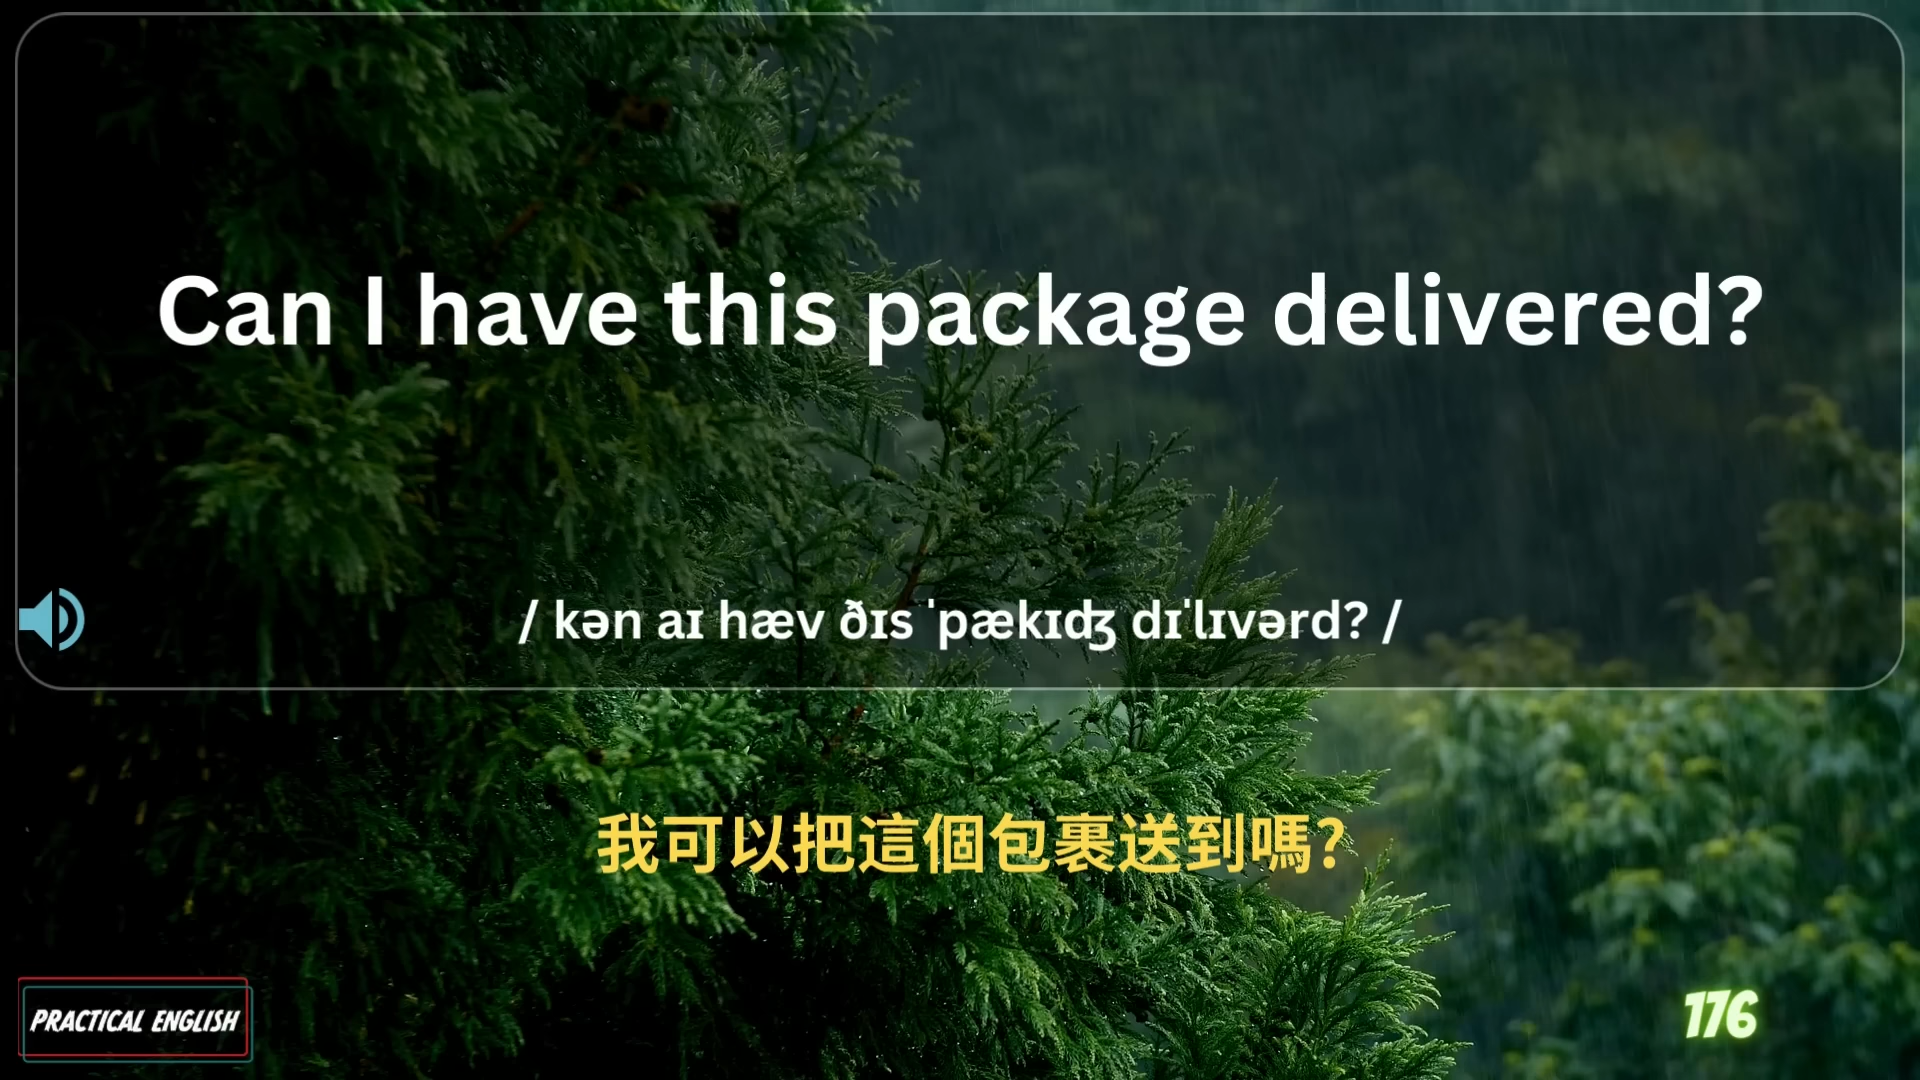 Can I have this package delivered?
/ kən aɪ hæv ðɪs ˈpækɪʤ dɪˈlɪvərd? /
我可以把這個包裹送到嗎?
PRACTICAL ENGLISH
176